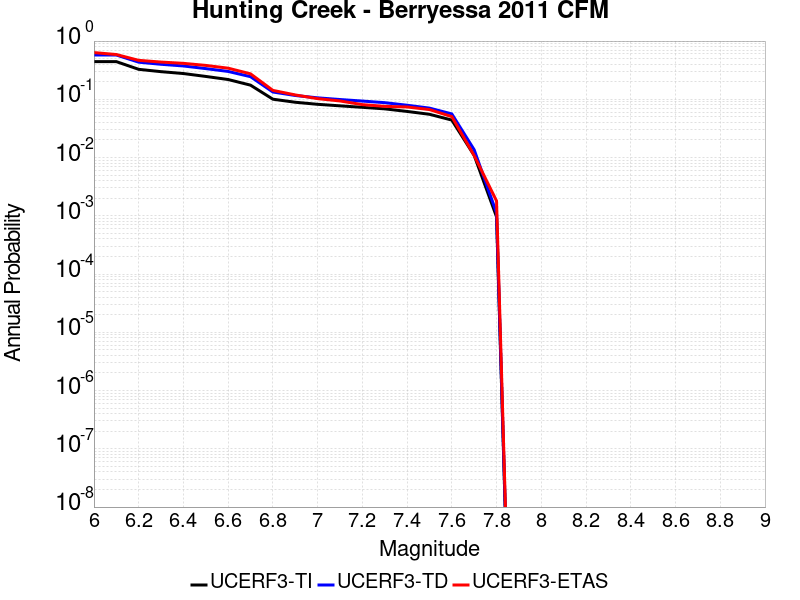 Hunting Creek - Berryessa 2011 CFM
Annual Probability
10^0
10^-1
10^-2
10^-3
10^-4
10^-5
10^-6
10^-7
10^-8
6 6.2 6.4 6.6 6.8 7 7.2 7.4 7.6 7.8 8 8.2 8.4 8.6 8.8 9
Magnitude
UCERF3-TI UCERF3-TD UCERF3-ETAS